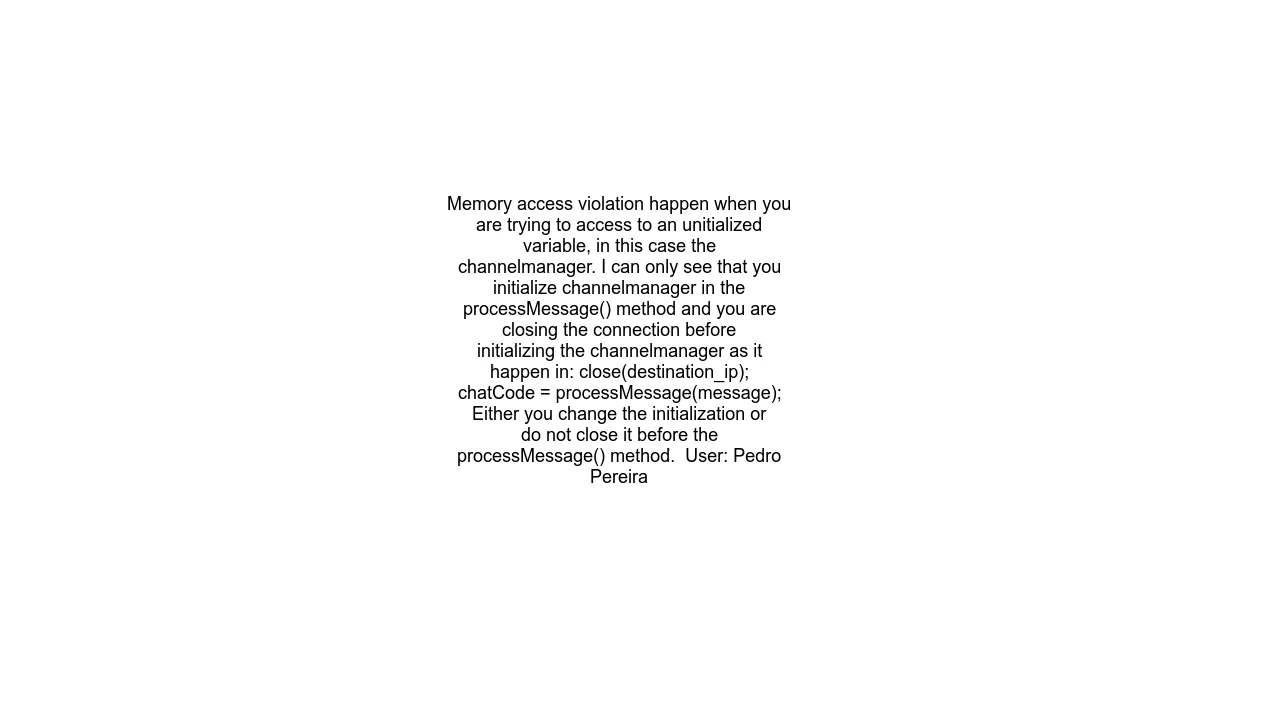 Memory access violation happen when you
are trying to access to an unitialized
variable, in this case the
channelmanager. I can only see that you
initialize channelmanager in the
processMessage() method and you are
closing the connection before
initializing the channelmanager as it
happen in: close(destination_ip);
chatCode = processMessage(message);
Either you change the initialization or
do not close it before the
processMessage() method.  User: Pedro
Pereira